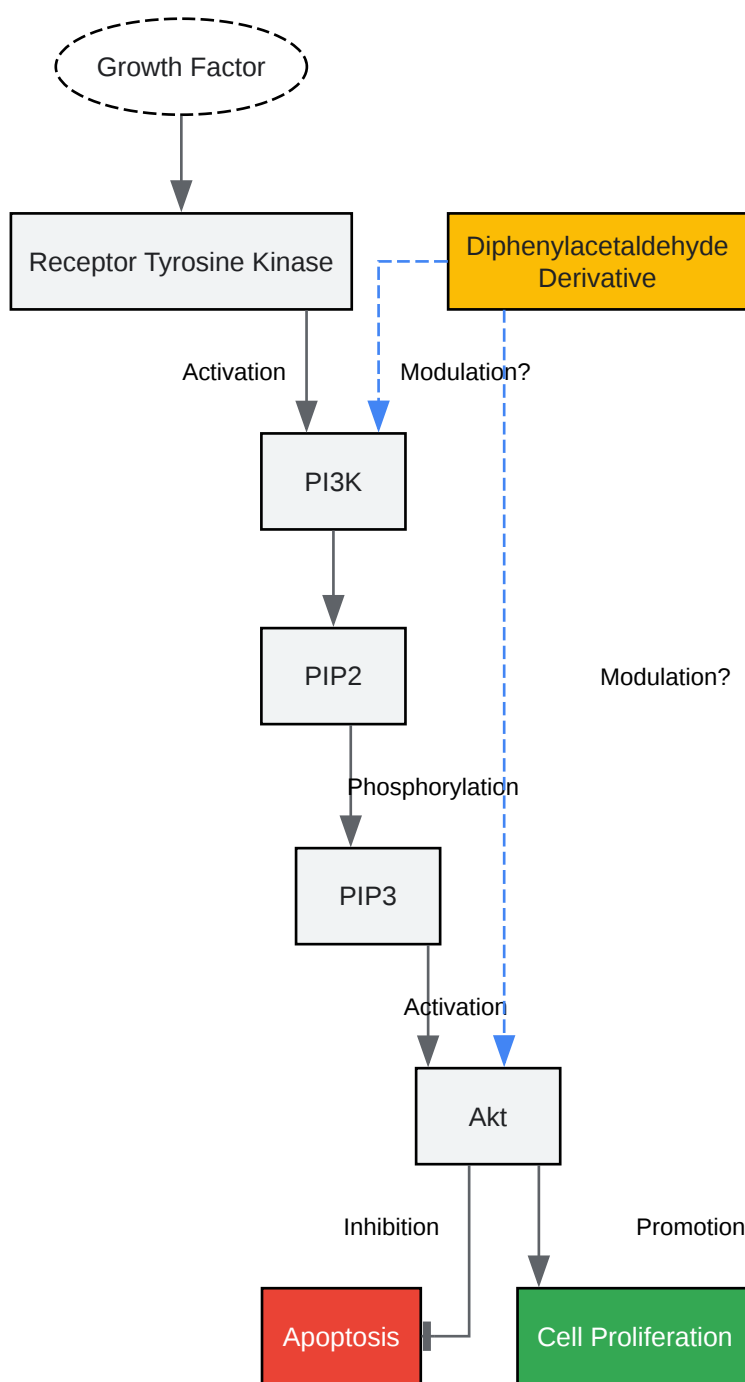 Growth Factor
Receptor Tyrosine Kinase
Diphenylacetaldehyde
Derivative
Activation
Modulation?
PI3K
PIP2
Modulation?
Phosphorylation
PIP3
Activation
Akt
Inhibition
Promotion
Apoptosis
Cell Proliferation